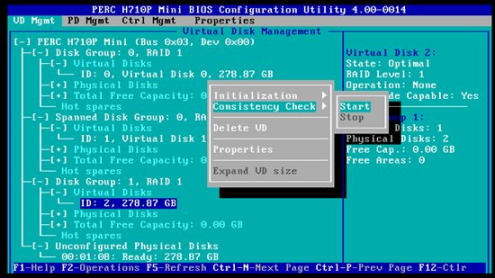 PERC H710P Mini BIOS Configuration Utility 4.00-0014
VD Mgmt PD Mgmt Ctrl Mgmt Properties
Virtual Disk Management
[-] PERC H710P Mini (Bus 0x03, Dev 0x00)
[-] Disk Group: 0, RAID 1
[-] Virtual Disks
ID: 0, Virtual Disk 0, 278.87 GB
[+] Physical Disks
[+] Total Free Capacity: 0.
Hot spares
[-] Spanned Disk Group: 0, RA
[-] Virtual Disks
ID: 1, Virtual Disk 1
[+] Physical Disks
[+] Total Free Capacity: 0.0
Hot spares
[-] Disk Group: 1, RAID 1
[-] Virtual Disks
ID: 2, 278.87 GB
[+] Physical Disks
[+] Total Free Capacity: 0.00 GB
Hot spares
[-] Unconfigured Physical Disks
00:01:08: Ready: 278.87 GB
Initialization
Consistency Check
Delete VD
Properties
Expand VD size
Start
Stop
Virtual Disk 2:
State: Optimal
RAID Level: 1
Operation: None
de Capable: Yes
p 1:
Disks: 1
Physical Disks: 2
Free Cap.: 0.00 GB
Free Areas: 0
F1-Help F2-Operations F5-Refresh Ctrl-N-Next Page Ctrl-P-Prev Page F12-Ctlr